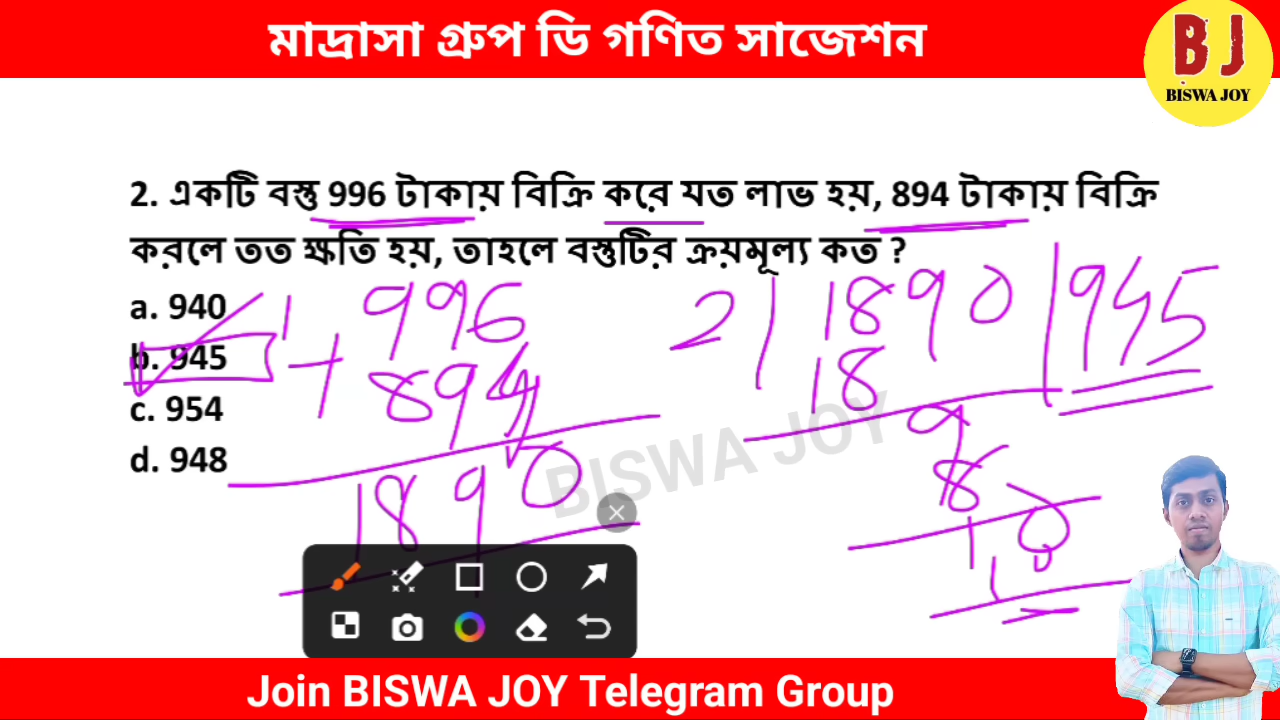 মাদ্রাসা গ্রুপ ডি গণিত সাজেশন
BJ
BISWA JOY
2. একটি বস্তু 996 টাকায় বিক্রি করে যত লাভ হয়, 894 টাকায় বিক্রি
করলে তত ক্ষতি হয়, তাহলে বস্তুটির ক্রয়মূল্য কত ?
a. 940
b. 945
c. 954
d. 948
1 996
+ 894
1890
2) 1890 | 945
18
9
8
10
10
BISWA JOY
Join BISWA JOY Telegram Group